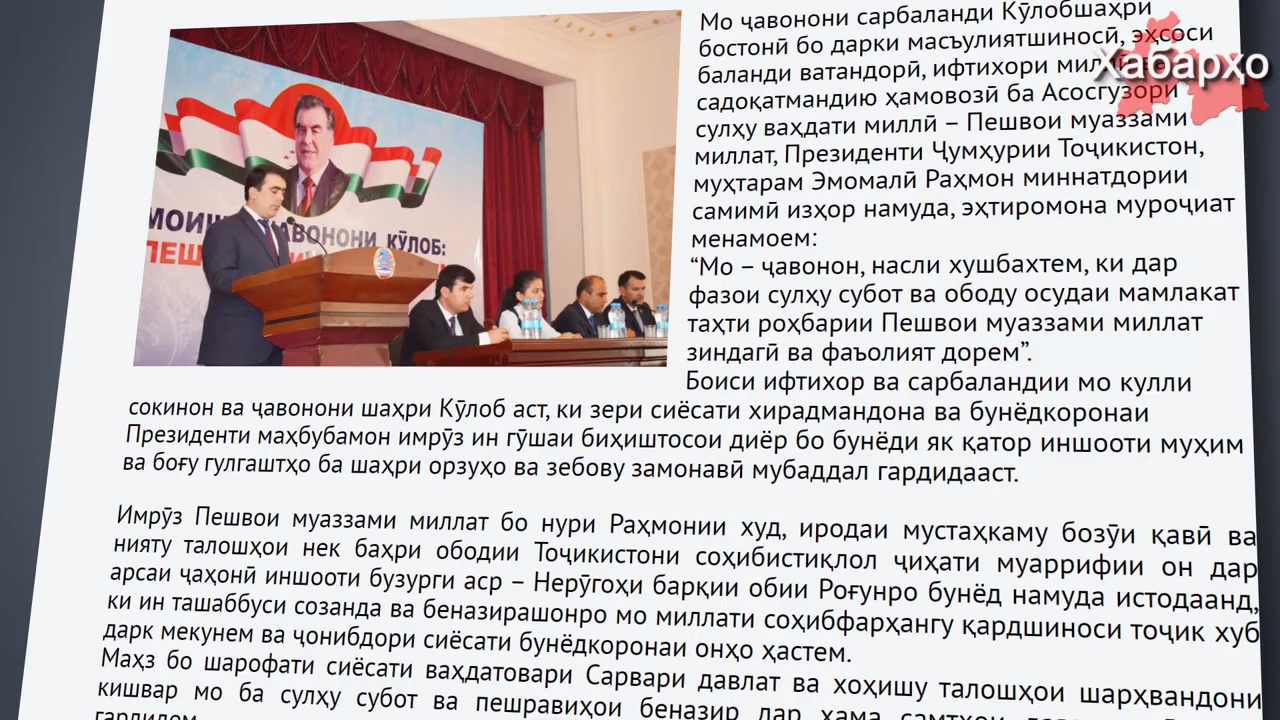 Мо ҷавонони сарбаланди Кӯлобшаҳри
бостонӣ бо дарки масъулиятшиносӣ, эҳсоси
баланди ватандорӣ, ифтихори
садоқатмандию ҳамовозӣ ба Асосгузори
сулҳу ваҳдати миллӣ – Пешвои муаззами
миллат, Президенти Ҷумҳурии Тоҷикистон,
муҳтарам Эмомалӣ Раҳмон миннатдории
самимӣ изҳор намуда, эҳтиромона муроҷиат
менамоем:
“Мо – ҷавонон, насли хушбахтем, ки дар
фазои сулҳу субот ва ободу осудаи мамлакат
таҳти роҳбарии Пешвои муаззами миллат
зиндагӣ ва фаъолият дорем”.
Боиси ифтихор ва сарбаландии мо кулли
сокинон ва ҷавонони шаҳри Кӯлоб аст, ки зери сиёсати хирадмандона ва бунёдкоронаи
Президенти маҳбубамон имрӯз ин гӯшаи биҳиштосои диёр бо бунёди як қатор иншооти муҳим
ва боғу гулгаштҳо ба шаҳри орзуҳо ва зебову замонавӣ мубаддал гардидааст.
Имрӯз Пешвои муаззами миллат бо нури Раҳмонии худ, иродаи мустаҳкаму бозӯи қавӣ ва
нияту талошҳои нек баҳри ободии Тоҷикистони соҳибистиқлол ҷиҳати муаррифии он дар
арсаи ҷаҳонӣ иншооти бузурги аср – Нерӯгоҳи барқии обии Роғунро бунёд намуда истодаанд,
ки ин ташаббуси созанда ва беназирашонро мо миллати соҳибфарҳангу қардшиноси тоҷик хуб
дарк мекунем ва ҷонибдори сиёсати бунёдкоронаи онҳо ҳастем.
Маҳз бо шарофати сиёсати ваҳдатовари Сарвари давлат ва хоҳишу талошҳои шарҳвандони
кишвар мо ба сулҳу субот ва пешравиҳои беназир дар ҳама
Хабарҳо
КӮЛОБ: